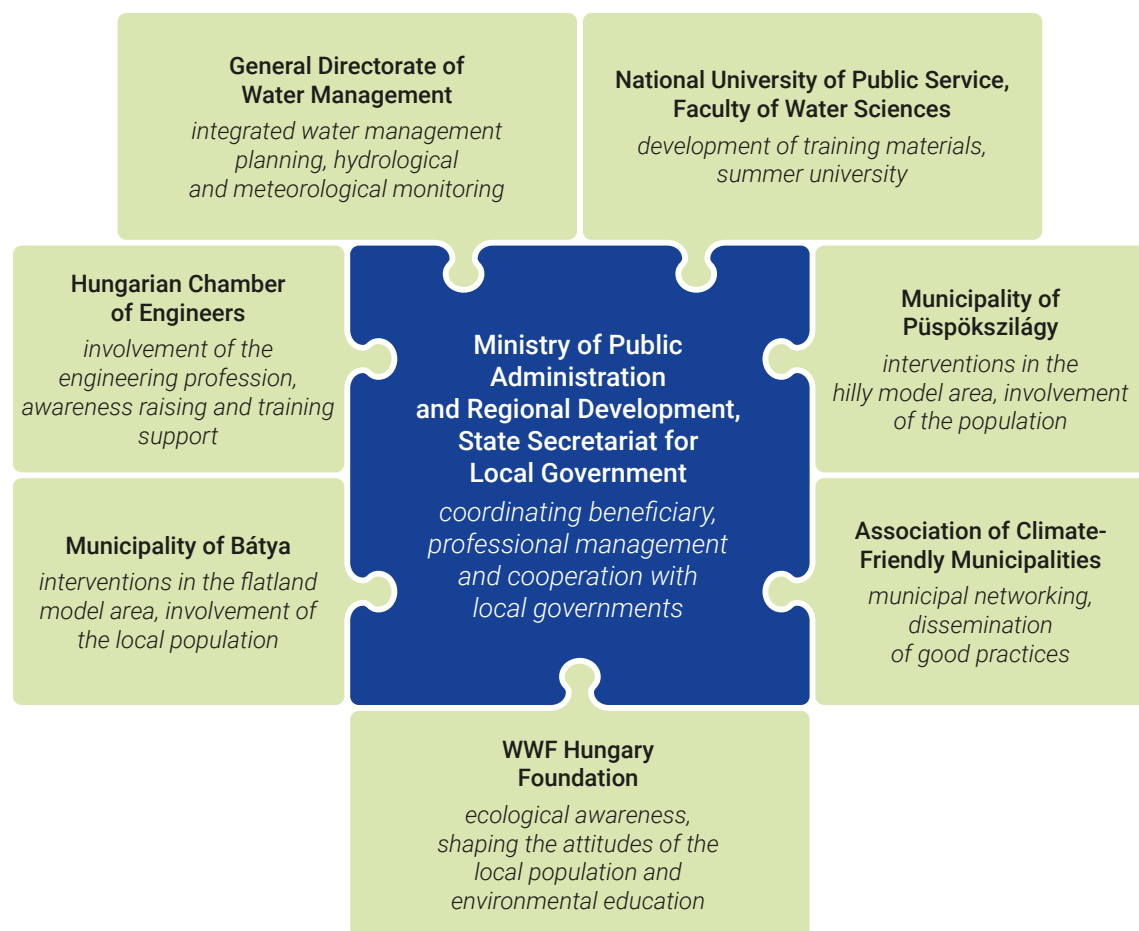 General Directorate of
Water Management
integrated water management
planning, hydrological
and meteorological monitoring
National University of Public Service,
Faculty of Water Sciences
development of training materials,
summer university
Hungarian Chamber
of Engineers
involvement of the
engineering profession,
awareness raising and training
support
Ministry of Public
Administration
and Regional Development,
State Secretariat for
Local Government
coordinating beneficiary,
professional management
and cooperation with
local governments
Municipality of
Püspökszilágy
interventions in the
hilly model area, involvement
of the population
Municipality of Bátya
interventions in the flatland
model area, involvement of
the local population
Association of Climate-
Friendly Municipalities
municipal networking,
dissemination
of good practices
WWF Hungary
Foundation
ecological awareness,
shaping the attitudes of the
local population and
environmental education